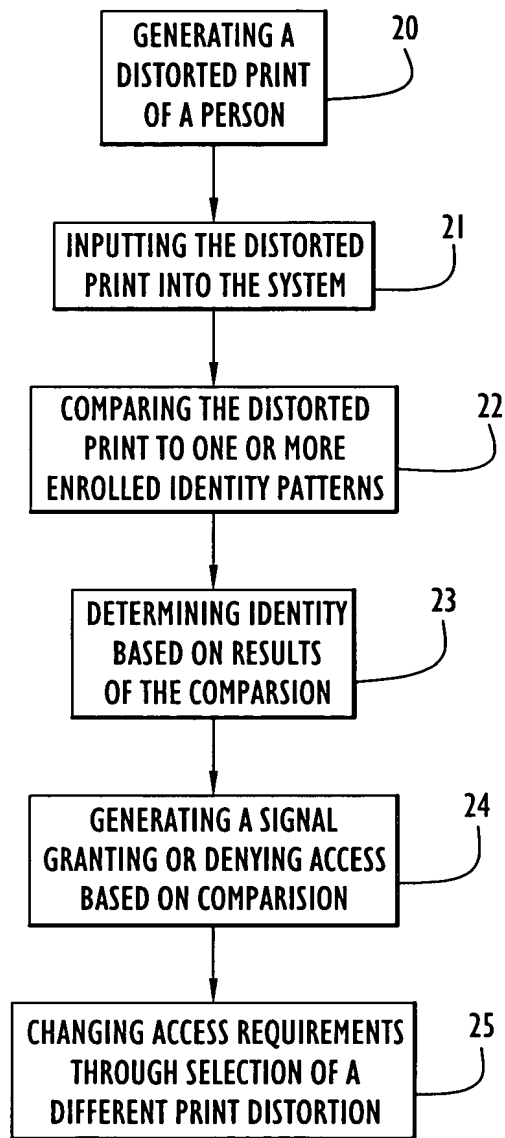 GENERATING A
DISTORTED PRINT
OF A PERSON
20
INPUTTING THE DISTORTED
PRINT INTO THE SYSTEM
21
COMPARING THE DISTORTED
PRINT TO ONE OR MORE
ENROLLED IDENTITY PATTERNS
22
DETERMINING IDENTITY
BASED ON RESULTS
OF THE COMPARSION
23
GENERATING A SIGNAL
GRANTING OR DENYING ACCESS
BASED ON COMPARISION
24
CHANGING ACCESS REQUIREMENTS
THROUGH SELECTION OF A
DIFFERENT PRINT DISTORTION
25